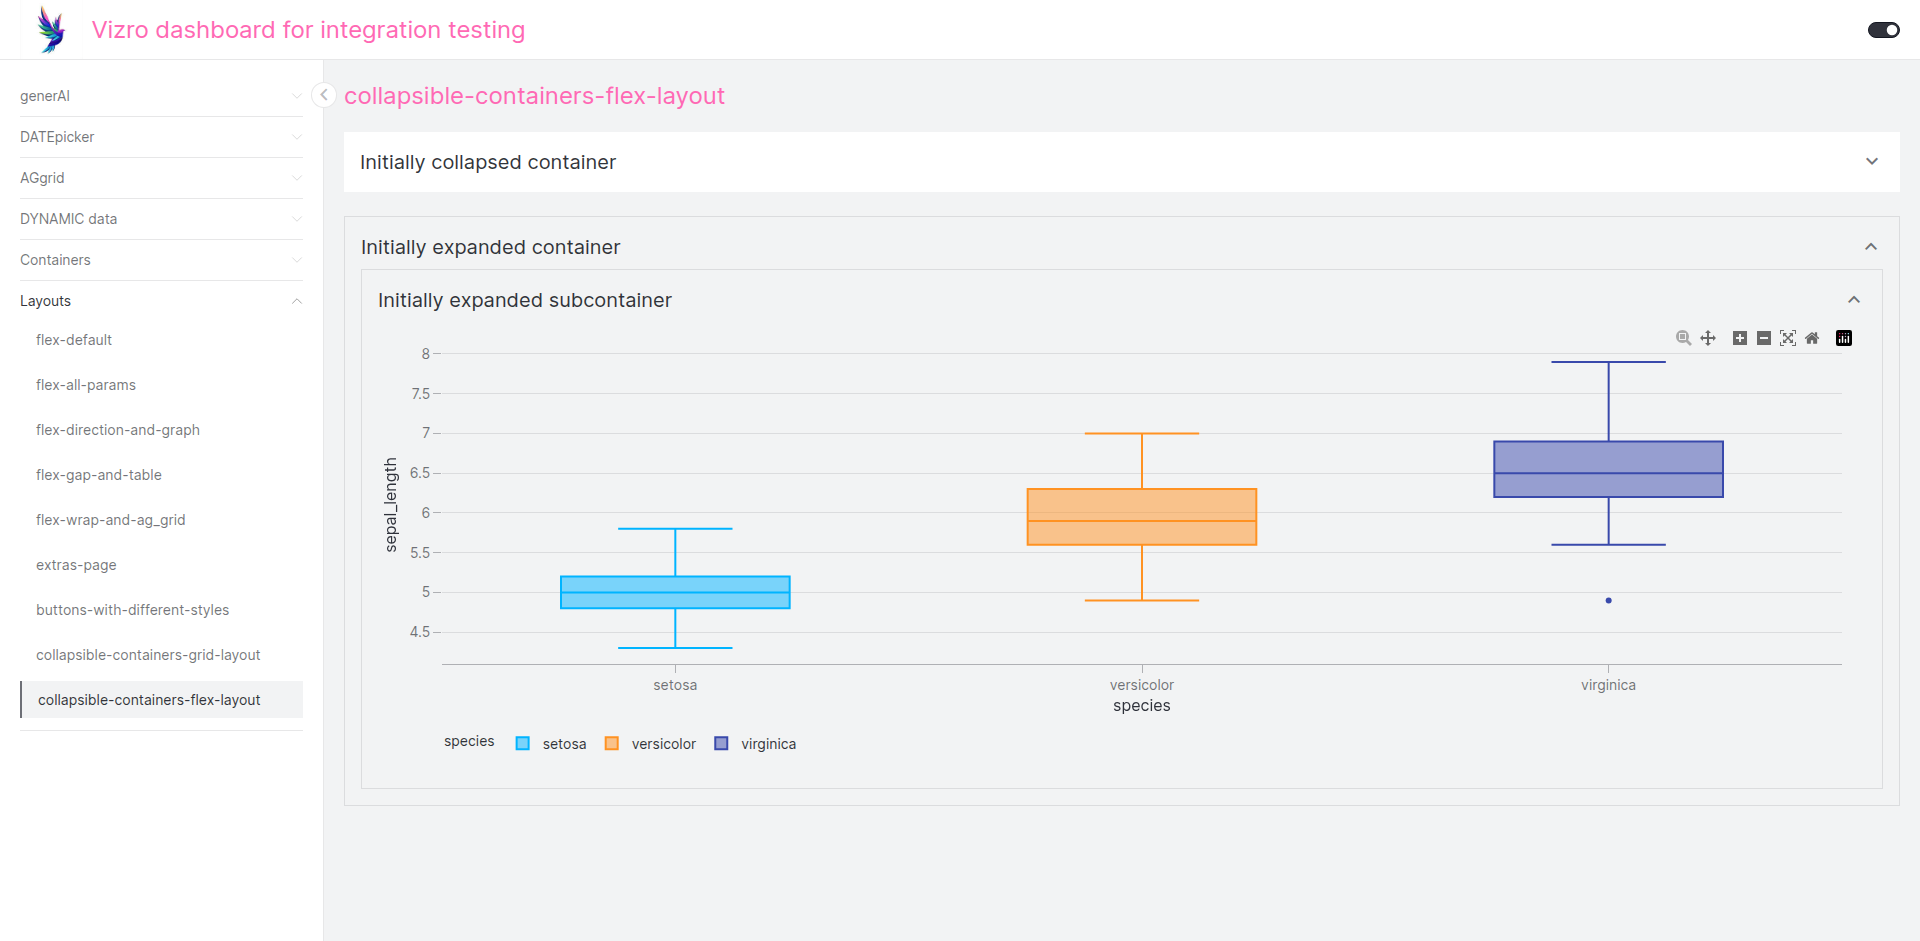 Vizro dashboard for integration testing
generAI
DATEpicker
AGgrid
DYNAMIC data
Containers
Layouts
flex-default
flex-all-params
flex-direction-and-graph
flex-gap-and-table
flex-wrap-and-ag_grid
extras-page
buttons-with-different-styles
collapsible-containers-grid-layout
collapsible-containers-flex-layout
collapsible-containers-flex-layout
Initially collapsed container
Initially expanded container
Initially expanded subcontainer
8
7.5
7
6.5
6
5.5
5
4.5
sepal_length
setosa versicolor virginica
species
species setosa versicolor virginica